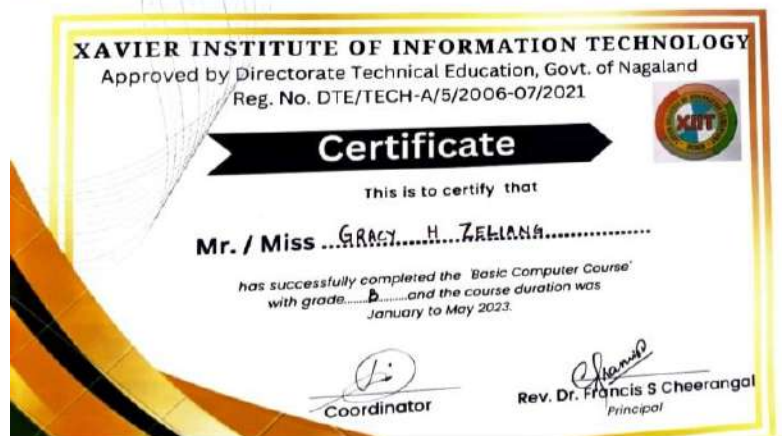 XAVIER INSTITUTE OF INFORMATION TECHNOLOGY
Approved by Directorate Technical Education, Govt. of Nagaland
Reg. No. DTE/TECH-A/5/2006-07/2021
XIIT
Certificate
This is to certify that
Mr. / Miss ....GRACY H ZELIANG....................
has successfully completed the 'Basic Computer Course'
with grade........B........and the course duration was
January to May 2023.
Coordinator
Rev. Dr. Francis S Cheerangal
Principal